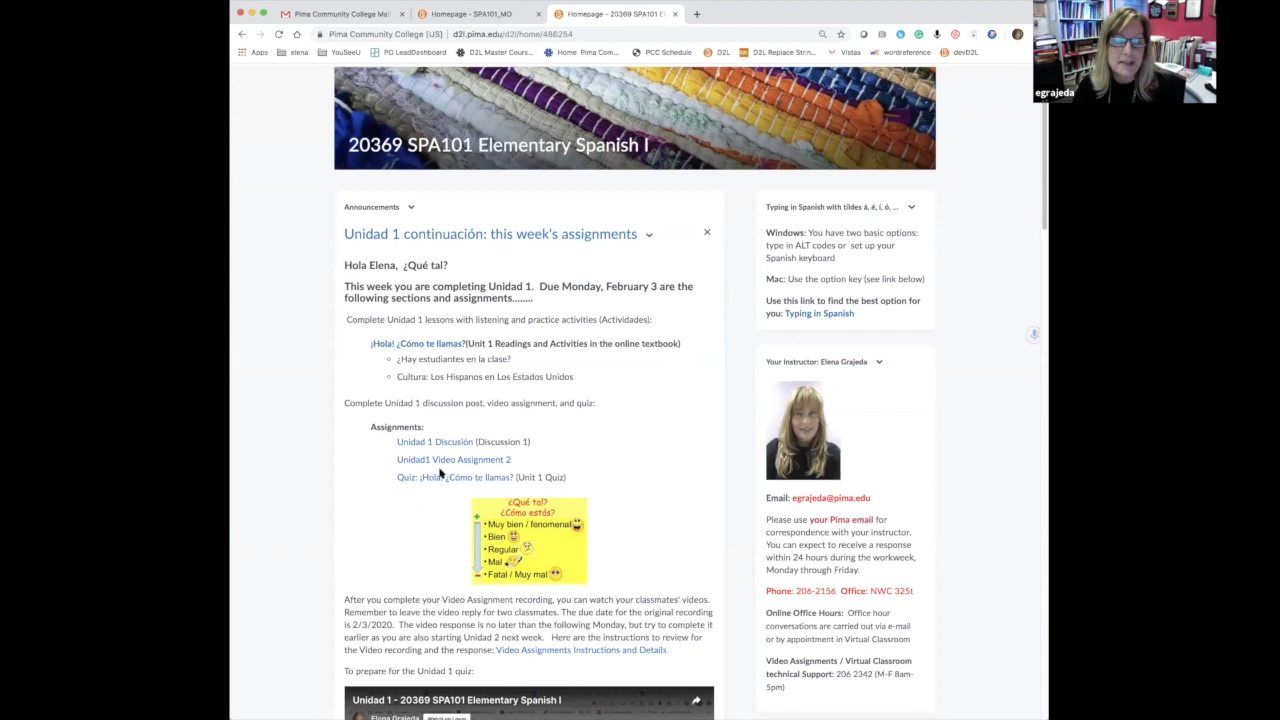 Pima Community College Mai
Homepage - SPA101_MO
Homepage - 20369 SPA101 El
Pima Community College [US] | d2l.pima.edu/d2l/home/486254
Apps
elena
YouSeeU
PO LeadDashboard
D2L Master Cours...
Home Pima Com...
PCC Schedule
D2L
D2L Replace Strin...
Vistas
wordreference
devD2L
egrajeda
20369 SPA101 Elementary Spanish I
Announcements
Unidad 1 continuación: this week's assignments
Hola Elena, ¿Qué tal?
This week you are completing Unidad 1. Due Monday, February 3 are the
following sections and assignments........
Complete Unidad 1 lessons with listening and practice activities (Actividades):
¡Hola! ¿Cómo te llamas?(Unit 1 Readings and Activities in the online textbook)
¿Hay estudiantes en la clase?
Cultura: Los Hispanos en Los Estados Unidos
Complete Unidad 1 discussion post, video assignment, and quiz:
Assignments:
Unidad 1 Discusión (Discussion 1)
Unidad1 Video Assignment 2
Quiz: ¡Hola! ¿Cómo te llamas? (Unit 1 Quiz)
¿Qué tal?
¿Cómo estás?
+
• Muy bien / fenomenal
• Bien
• Regular
• Mal
• Fatal / Muy mal
After you complete your Video Assignment recording, you can watch your classmates' videos.
Remember to leave the video reply for two classmates. The due date for the original recording
is 2/3/2020. The video response is no later than the following Monday, but try to complete it
earlier as you are also starting Unidad 2 next week. Here are the instructions to review for
the Video recording and the response: Video Assignments Instructions and Details
To prepare for the Unidad 1 quiz:
Unidad 1 - 20369 SPA101 Elementary Spanish I
Elena Grajeda
Typing in Spanish with tildes á, é, í, ó, ...
Windows: You have two basic options:
type in ALT codes or set up your
Spanish keyboard
Mac: Use the option key (see link below)
Use this link to find the best option for
you: Typing in Spanish
Your Instructor: Elena Grajeda
Email: egrajeda@pima.edu
Please use your Pima email for
correspondence with your instructor.
You can expect to receive a response
within 24 hours during the workweek,
Monday through Friday.
Phone: 206-2156 Office: NWC 325t
Online Office Hours: Office hour
conversations are carried out via e-mail
or by appointment in Virtual Classroom
Video Assignments / Virtual Classroom
technical Support: 206 2342 (M-F 8am-
5pm)